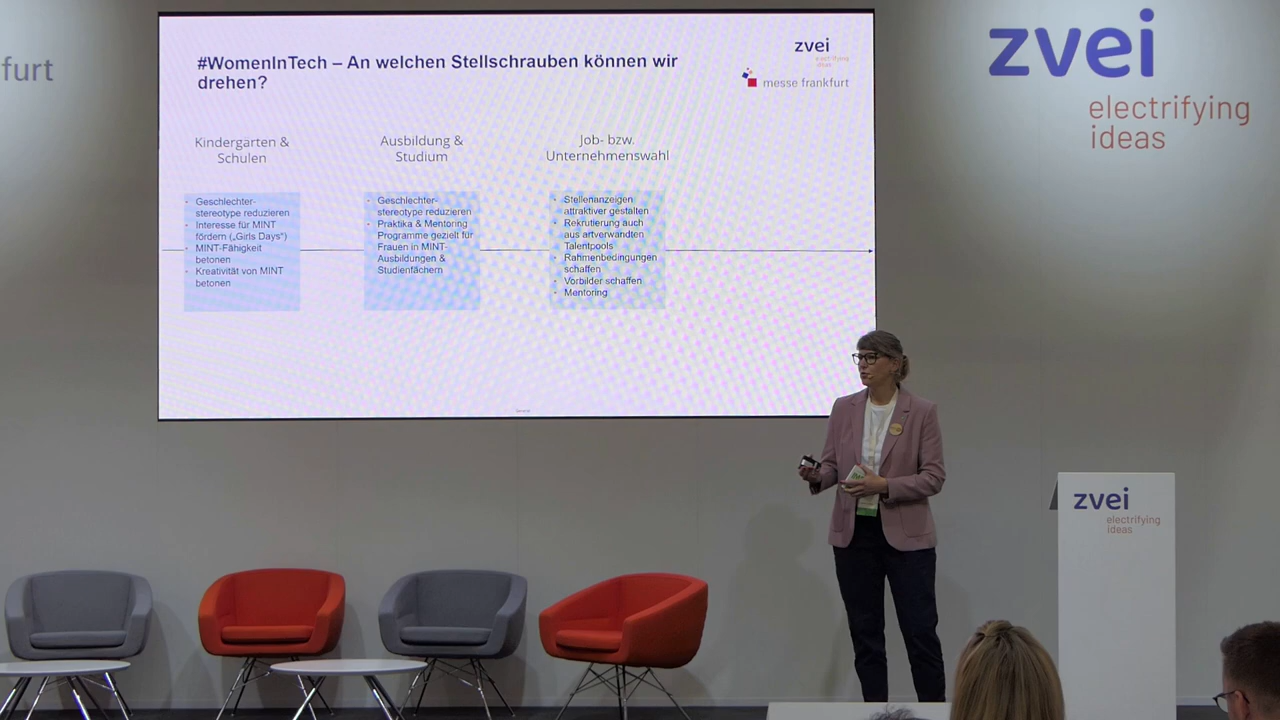 furt
#WomenInTech – An welchen Stellschrauben können wir
drehen?
zvei
electrifying
ideas
messe frankfurt
Kindergärten &
Schulen
- Geschlechter-
stereotype reduzieren
- Interesse für MINT
fördern („Girls Days“)
- MINT-Fähigkeit
betonen
- Kreativität von MINT
betonen
Ausbildung &
Studium
- Geschlechter-
stereotype reduzieren
- Praktika & Mentoring
Programme gezielt für
Frauen in MINT-
Ausbildungen &
Studienfächern
Job- bzw.
Unternehmenswahl
- Stellenanzeigen
attraktiver gestalten
- Rekrutierung auch
aus artverwandten
Talentpools
- Rahmenbedingungen
schaffen
- Vorbilder schaffen
- Mentoring
zvei
electrifying
ideas
zvei
electrifying
ideas